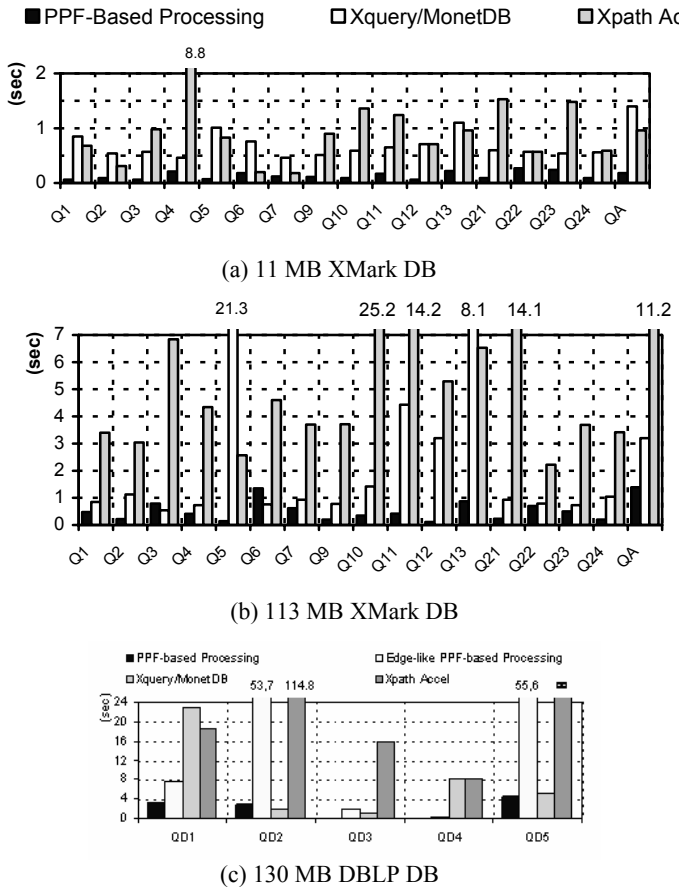 PPF-Based Processing Xquery/MonetDB Xpath Ac
8.8
(sec)
2
1
0
Q1 Q2 Q3 Q4 Q5 Q6 Q7 Q9 Q10 Q11 Q12 Q13 Q21 Q22 Q23 Q24 QA
(a) 11 MB XMark DB
21.3 25.2 14.2 8.1 14.1 11.2
(sec)
7
6
5
4
3
2
1
0
Q1 Q2 Q3 Q4 Q5 Q6 Q7 Q9 Q10 Q11 Q12 Q13 Q21 Q22 Q23 Q24 QA
(b) 113 MB XMark DB
PPF-based Processing Edge-like PPF-based Processing
Xquery/MonetDB Xpath Accel
53,7 114.8 55,6 ∞
(sec)
24
20
16
12
8
4
0
QD1 QD2 QD3 QD4 QD5
(c) 130 MB DBLP DB